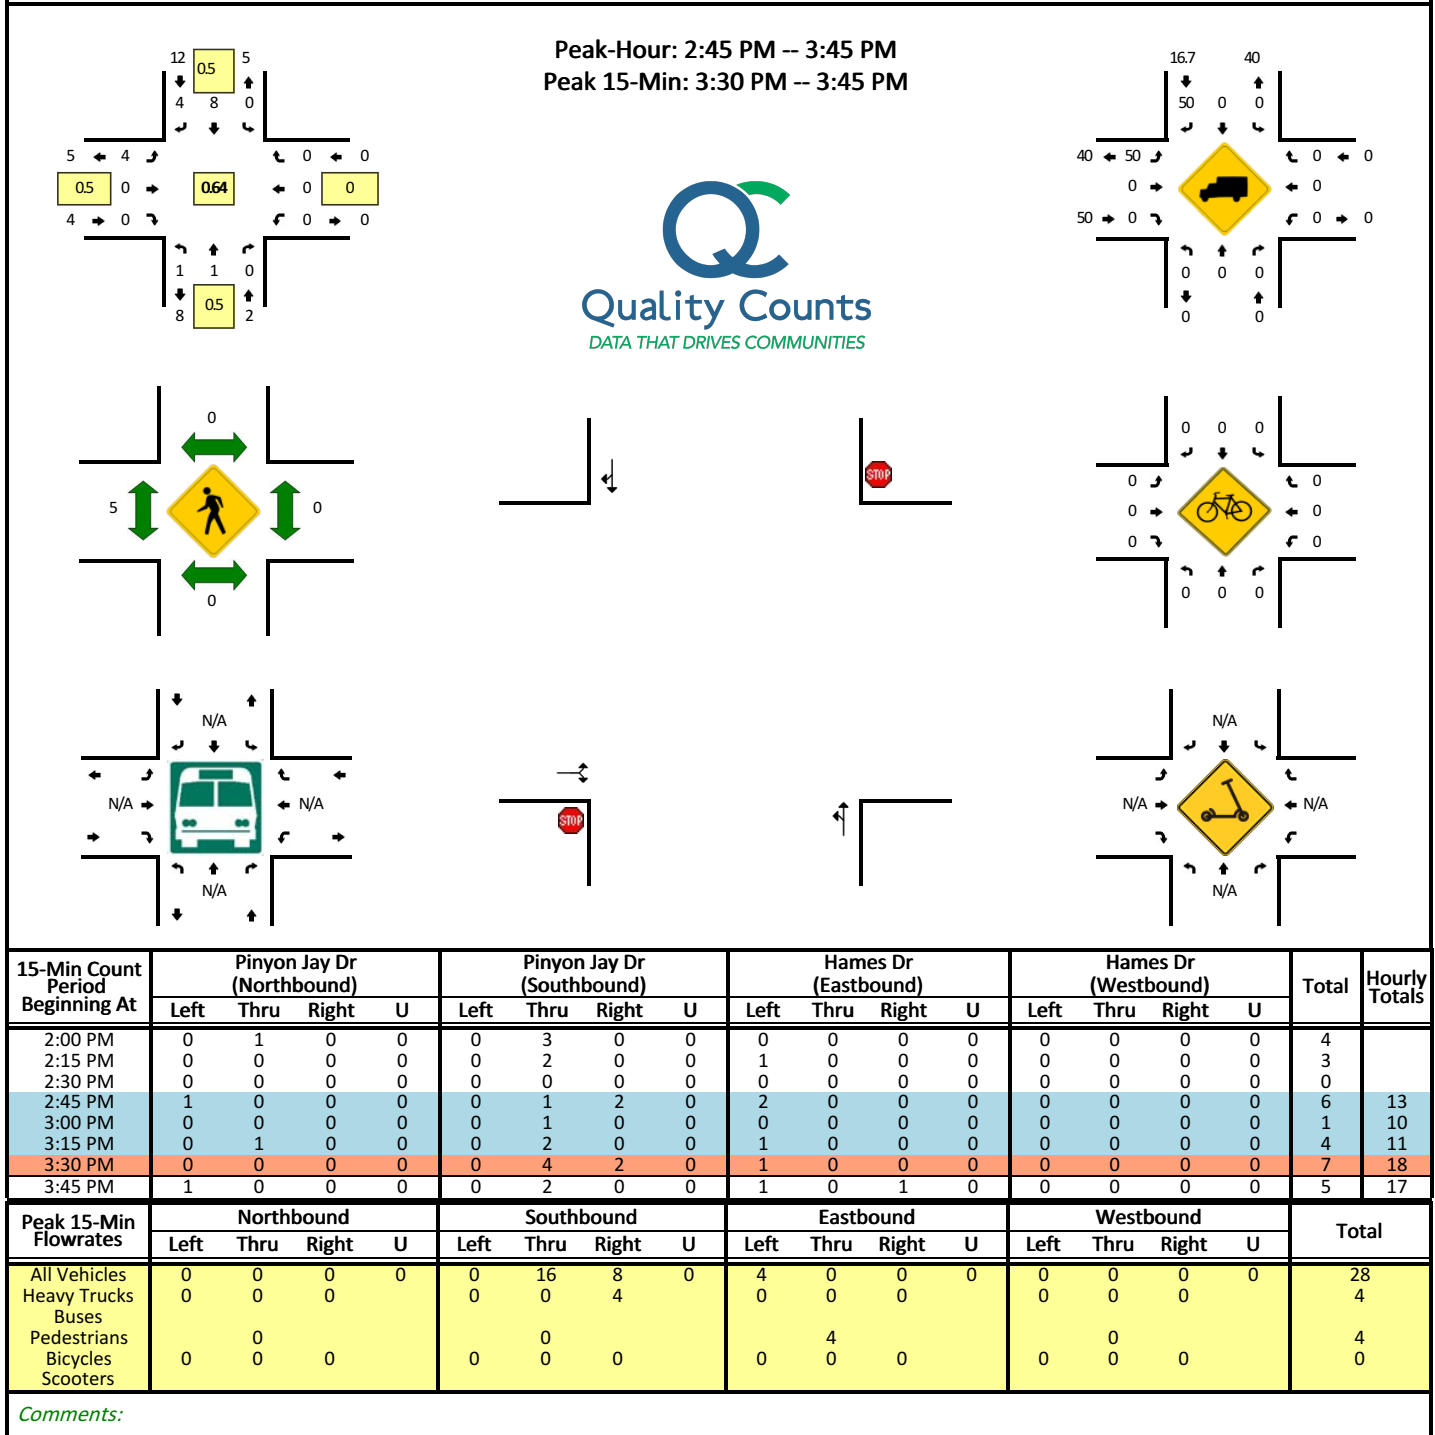 Peak-Hour: 2:45 PM -- 3:45 PM
Peak 15-Min: 3:30 PM -- 3:45 PM
12 0.5 5
4 8 0
5 4 0 0
0.5 0 0.64 0 0
4 0 0 0
1 1 0
8 0.5 2
Quality Counts
DATA THAT DRIVES COMMUNITIES
16.7 40
50 0 0
40 50 0 0
0 0
50 0 0 0
0 0 0
0 0
0
5 0
0
STOP
0 0 0
0 0
0 0
0 0
0 0 0
N/A
N/A N/A
N/A
STOP
N/A
N/A N/A
N/A
15-Min Count Period Beginning At Pinyon Jay Dr (Northbound) Pinyon Jay Dr (Southbound) Hames Dr (Eastbound) Hames Dr (Westbound) Total Hourly Totals
Left Thru Right U Left Thru Right U Left Thru Right U Left Thru Right U
2:00 PM 0 1 0 0 0 3 0 0 0 0 0 0 0 0 0 0 4
2:15 PM 0 0 0 0 0 2 0 0 1 0 0 0 0 0 0 0 3
2:30 PM 0 0 0 0 0 0 0 0 0 0 0 0 0 0 0 0 0
2:45 PM 1 0 0 0 0 1 2 0 2 0 0 0 0 0 0 0 6 13
3:00 PM 0 0 0 0 0 1 0 0 0 0 0 0 0 0 0 0 1 10
3:15 PM 0 1 0 0 0 2 0 0 1 0 0 0 0 0 0 0 4 11
3:30 PM 0 0 0 0 0 4 2 0 1 0 0 0 0 0 0 0 7 18
3:45 PM 1 0 0 0 0 2 0 0 1 0 1 0 0 0 0 0 5 17
Peak 15-Min Flowrates Northbound Southbound Eastbound Westbound Total
Left Thru Right U Left Thru Right U Left Thru Right U Left Thru Right U
All Vehicles 0 0 0 0 0 16 8 0 4 0 0 0 0 0 0 0 28
Heavy Trucks 0 0 0 0 0 4 0 0 0 0 0 0 4
Buses
Pedestrians 0 0 4 0 4
Bicycles 0 0 0 0 0 0 0 0 0 0 0 0 0
Scooters
Comments: